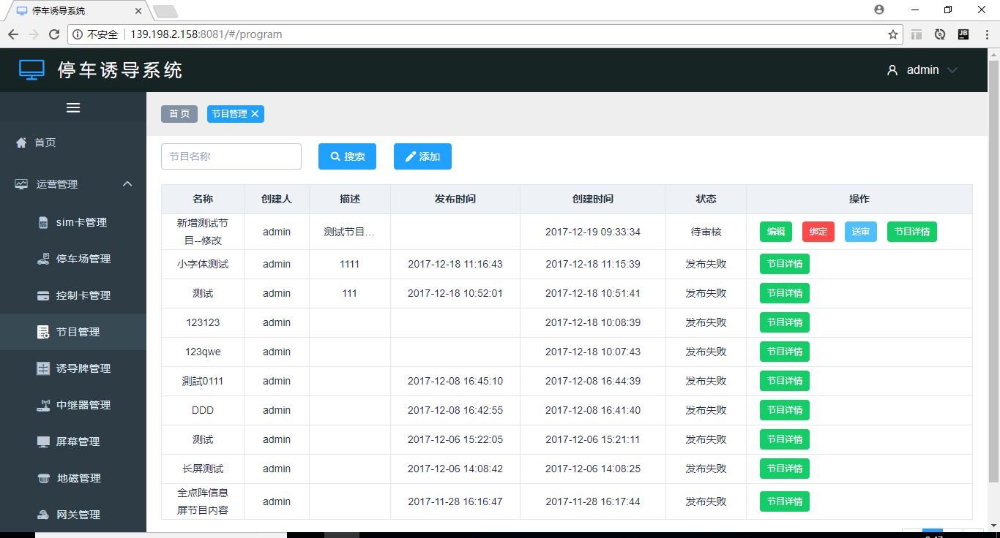 停车诱导系统
不安全 139.198.2.158:8081/#/program
停车诱导系统
admin
首页 节目管理
首页
节目名称 搜索 添加
运营管理
sim卡管理
停车场管理
控制卡管理
节目管理
诱导牌管理
中继器管理
屏幕管理
地磁管理
网关管理
名称 创建人 描述 发布时间 创建时间 状态 操作
新增测试节
目--修改 admin 测试节目... 2017-12-19 09:33:34 待审核 编辑 绑定 送审 节目详情
小字体测试 admin 1111 2017-12-18 11:16:43 2017-12-18 11:15:39 发布失败 节目详情
测试 admin 111 2017-12-18 10:52:01 2017-12-18 10:51:41 发布失败 节目详情
123123 admin 2017-12-18 10:08:39 发布失败 节目详情
123qwe admin 2017-12-18 10:07:43 发布失败 节目详情
測試0111 admin 2017-12-08 16:45:10 2017-12-08 16:44:39 发布失败 节目详情
DDD admin 2017-12-08 16:42:55 2017-12-08 16:41:40 发布失败 节目详情
测试 admin 2017-12-06 15:22:05 2017-12-06 15:21:11 发布失败 节目详情
长屏测试 admin 2017-12-06 14:08:42 2017-12-06 14:08:25 发布失败 节目详情
全点阵信息
屏节目内容 admin 2017-11-28 16:16:47 2017-11-28 16:17:44 发布失败 节目详情